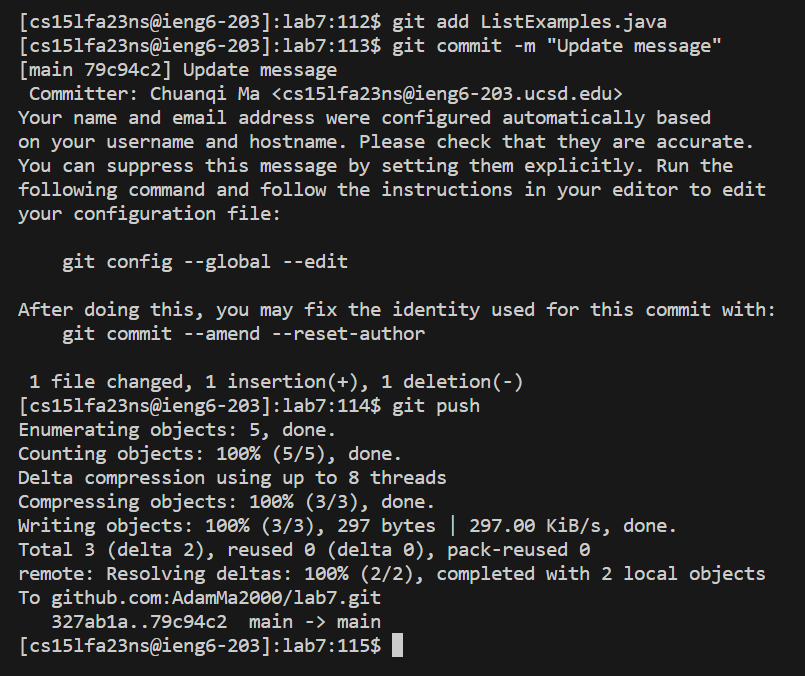 [cs15lfa23ns@ieng6-203]:lab7:112$ git add ListExamples.java
[cs15lfa23ns@ieng6-203]:lab7:113$ git commit -m "Update message"
[main 79c94c2] Update message
 Committer: Chuanqi Ma <cs15lfa23ns@ieng6-203.ucsd.edu>
Your name and email address were configured automatically based
on your username and hostname. Please check that they are accurate.
You can suppress this message by setting them explicitly. Run the
following command and follow the instructions in your editor to edit
your configuration file:

    git config --global --edit

After doing this, you may fix the identity used for this commit with:
    git commit --amend --reset-author

 1 file changed, 1 insertion(+), 1 deletion(-)
[cs15lfa23ns@ieng6-203]:lab7:114$ git push
Enumerating objects: 5, done.
Counting objects: 100% (5/5), done.
Delta compression using up to 8 threads
Compressing objects: 100% (3/3), done.
Writing objects: 100% (3/3), 297 bytes | 297.00 KiB/s, done.
Total 3 (delta 2), reused 0 (delta 0), pack-reused 0
remote: Resolving deltas: 100% (2/2), completed with 2 local objects
To github.com:AdamMa2000/lab7.git
   327ab1a..79c94c2  main -> main
[cs15lfa23ns@ieng6-203]:lab7:115$